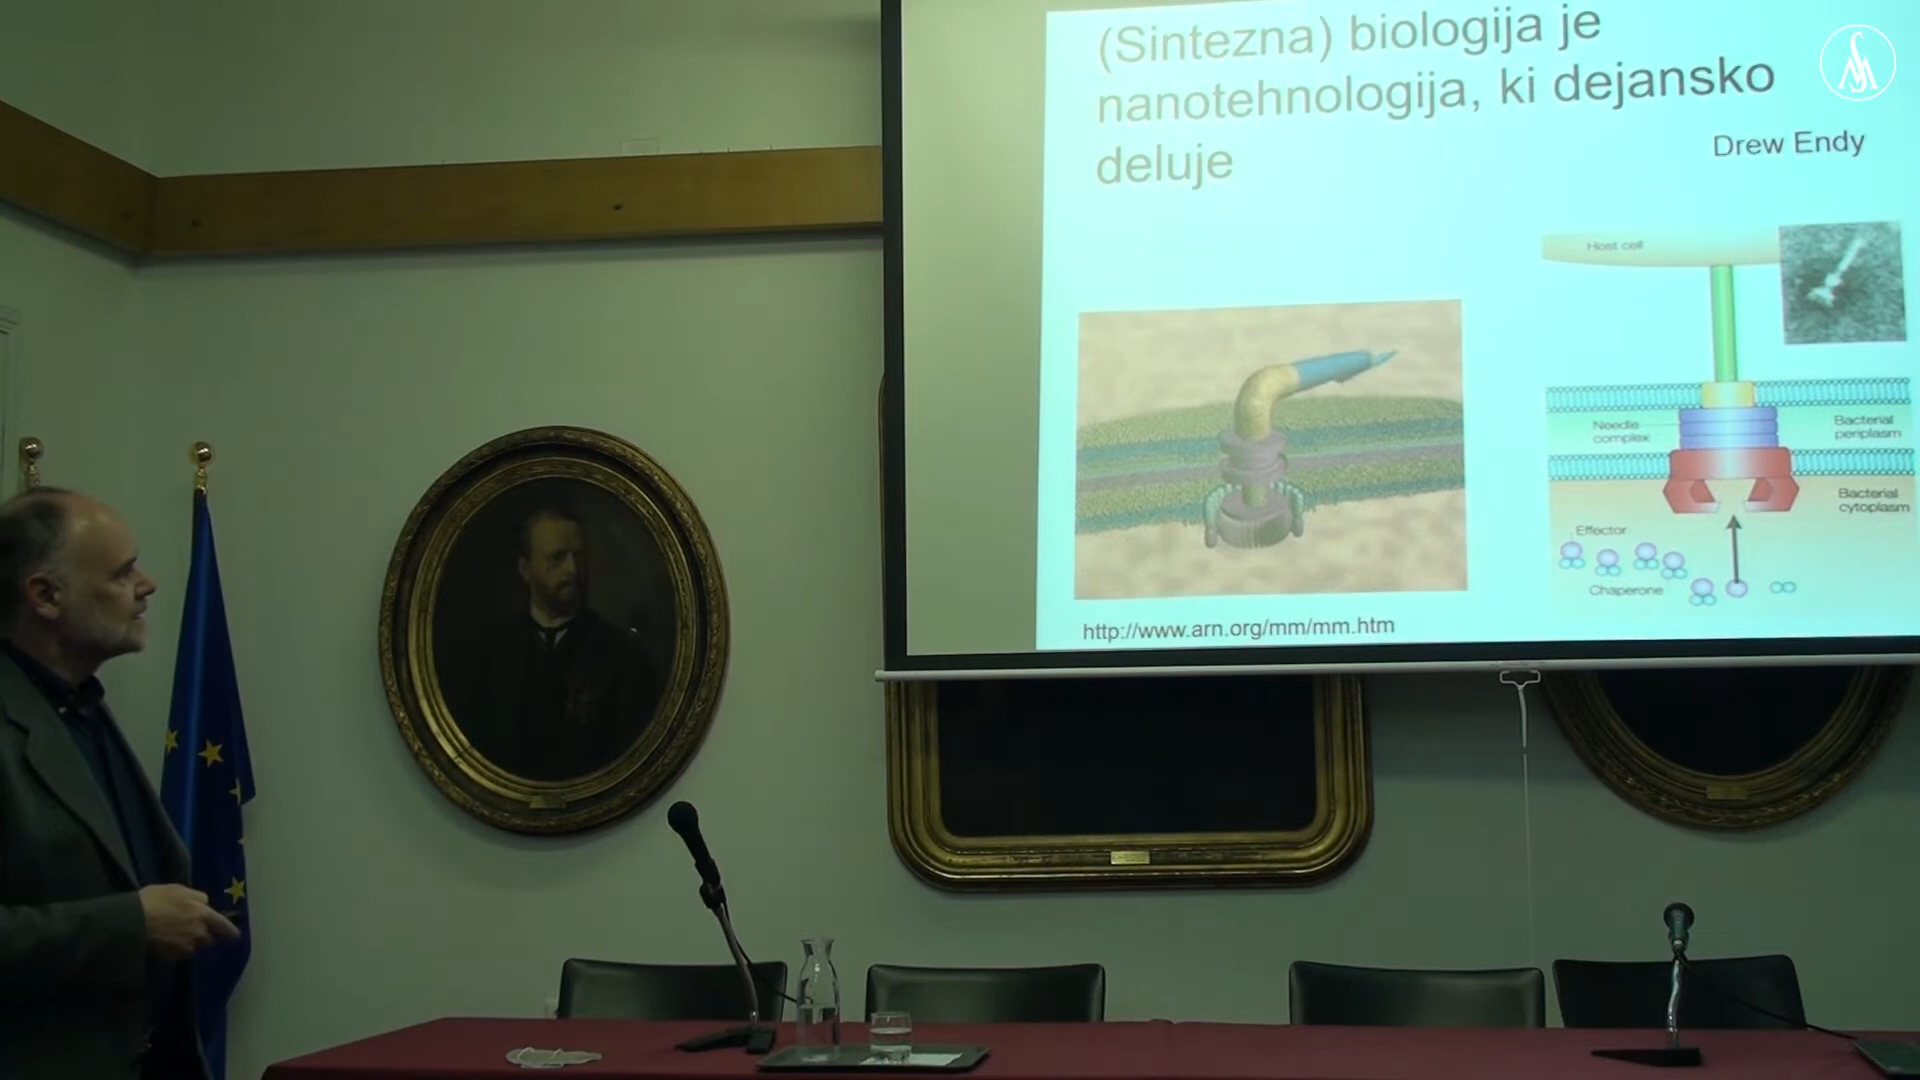 (Sintezna) biologija je
nanotehnologija, ki dejansko
deluje
Drew Endy
Host cell
Needle
complex
Bacterial
periplasm
Bacterial
cytoplasm
Effector
Chaperone
http://www.arn.org/mm/mm.htm